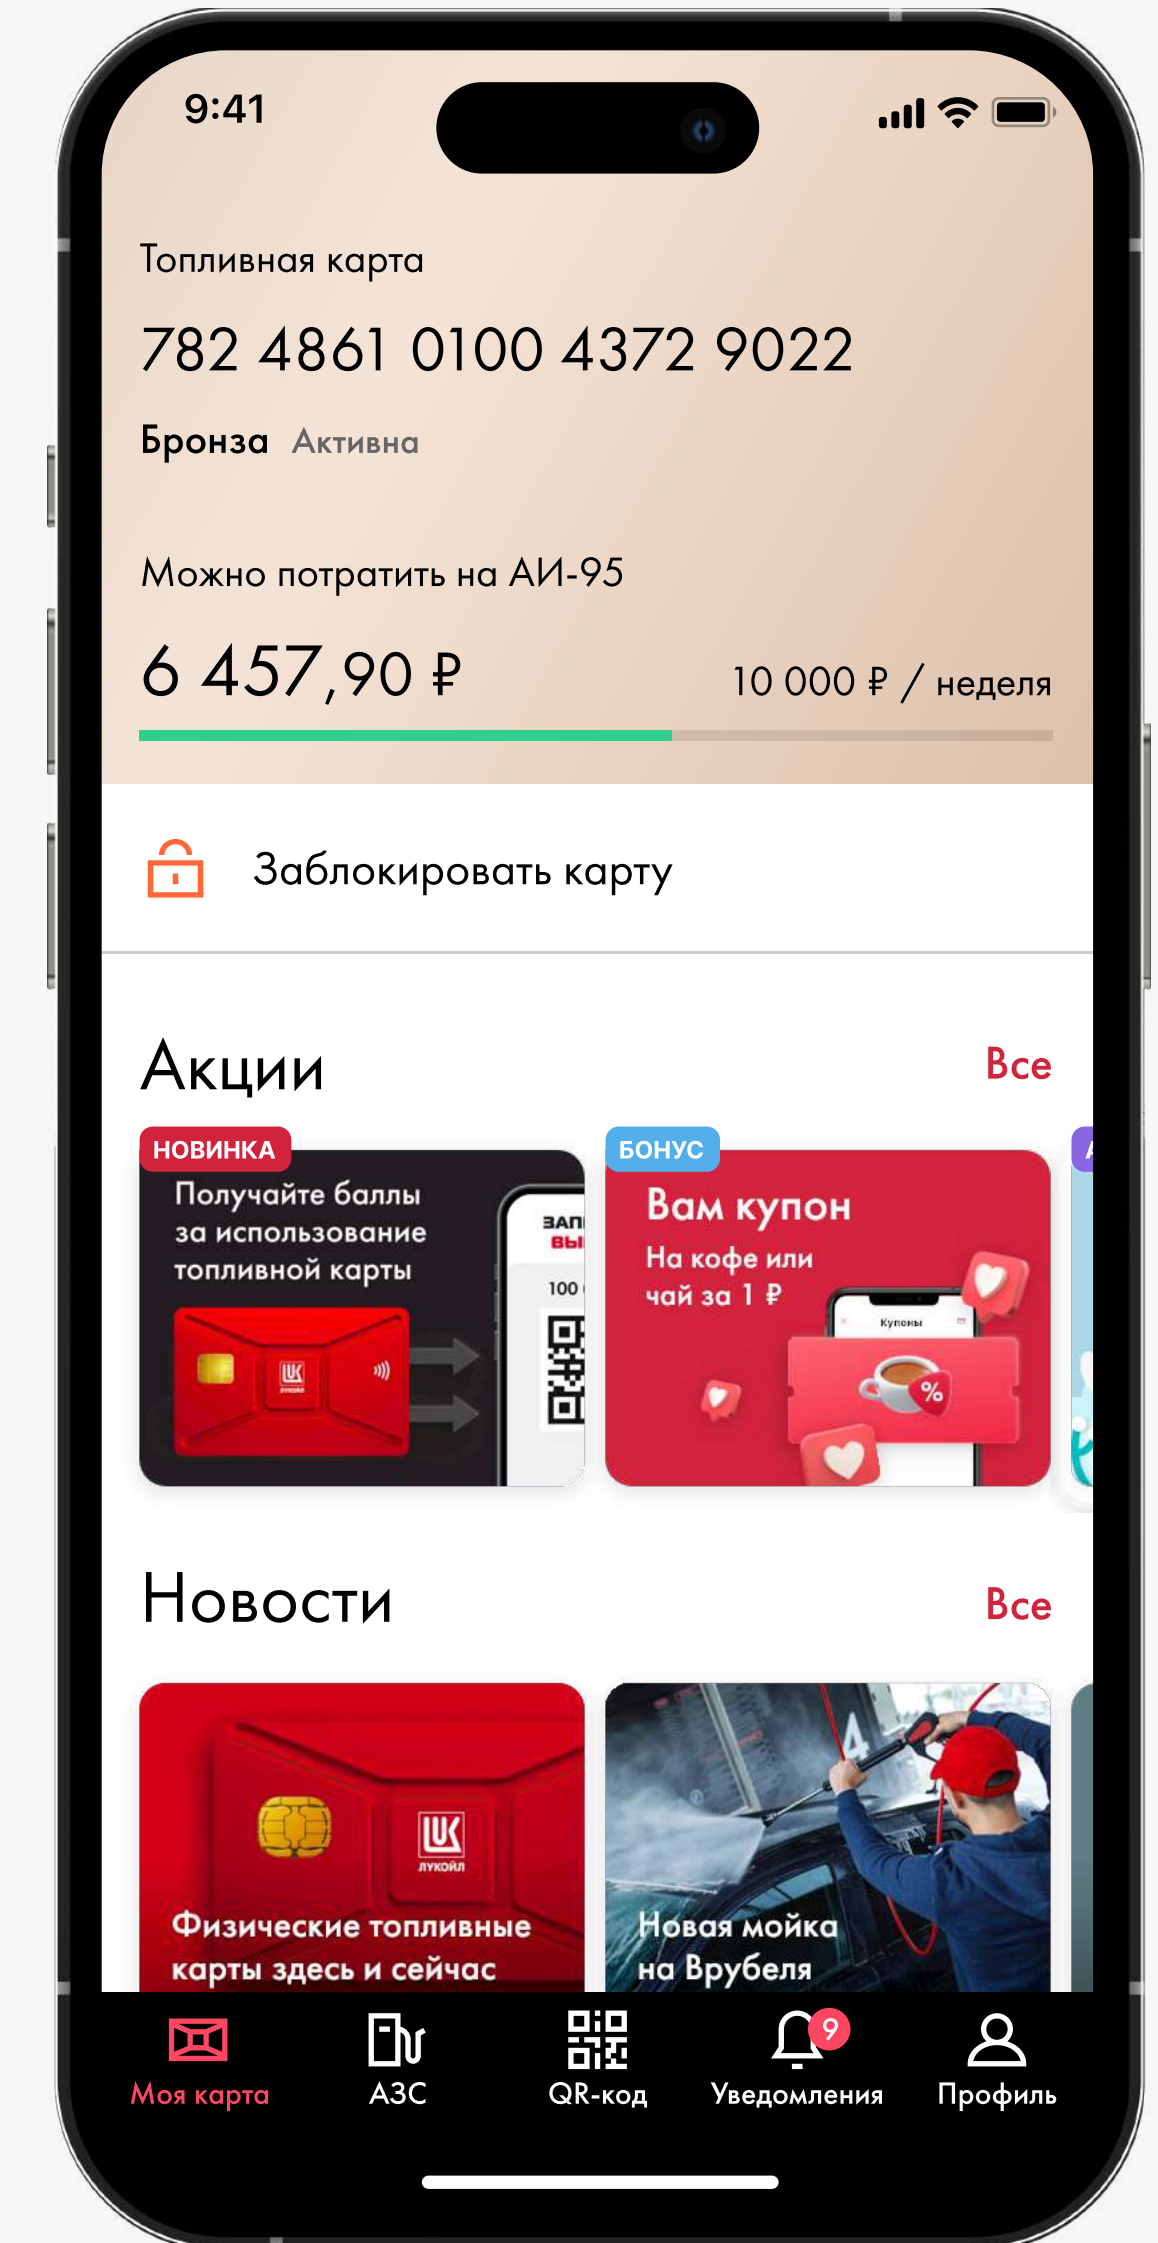 9:41
Топливная карта
782 4861 0100 4372 9022
Бронза Активна
Можно потратить на АИ-95
6 457,90 ₽
10 000 ₽ / неделя
Заблокировать карту
Акции
Все
НОВИНКА
Получайте баллы
за использование
топливной карты
ЛУКОЙЛ
100
БОНУС
Вам купон
На кофе или
чай за 1 ₽
Купоны
%
Новости
Все
ЛУКОЙЛ
Физические топливные
карты здесь и сейчас
4
Новая мойка
на Врубеля
9
Моя карта
АЗС
QR-код
Уведомления
Профиль